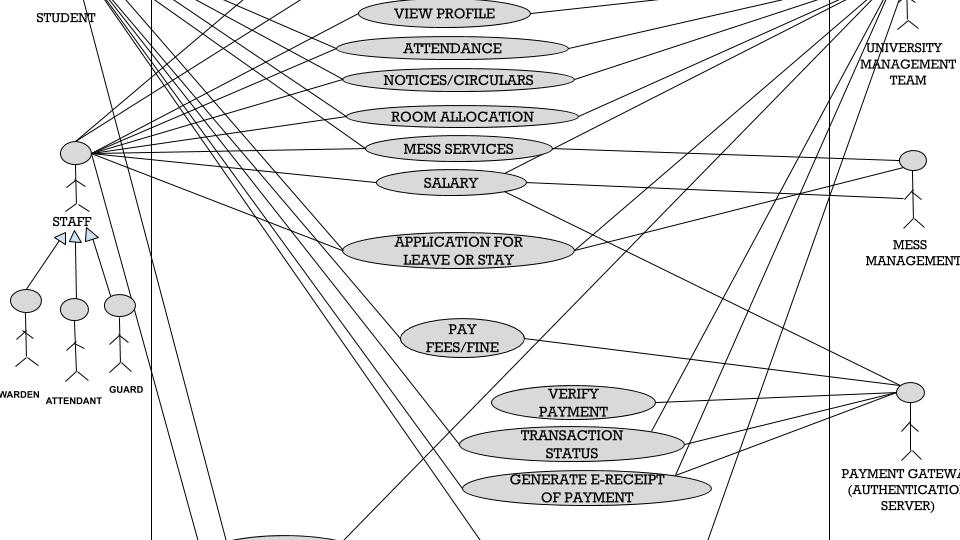 STUDENT
VIEW PROFILE
ATTENDANCE
NOTICES/CIRCULARS
ROOM ALLOCATION
MESS SERVICES
SALARY
APPLICATION FOR
LEAVE OR STAY
PAY
FEES/FINE
VERIFY
PAYMENT
TRANSACTION
STATUS
GENERATE E-RECEIPT
OF PAYMENT
STAFF
WARDEN
ATTENDANT
GUARD
UNIVERSITY
MANAGEMENT
TEAM
MESS
MANAGEMENT
PAYMENT GATEWA
(AUTHENTICATIO
SERVER)